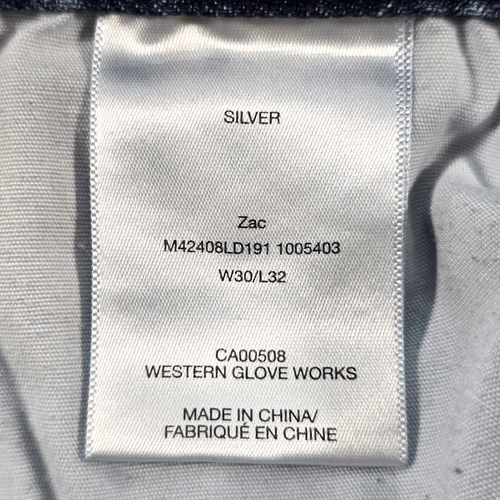 SILVER
Zac
M42408LD191 1005403
W30/L32
CA00508
WESTERN GLOVE WORKS
MADE IN CHINA/
FABRIQUÉ EN CHINE